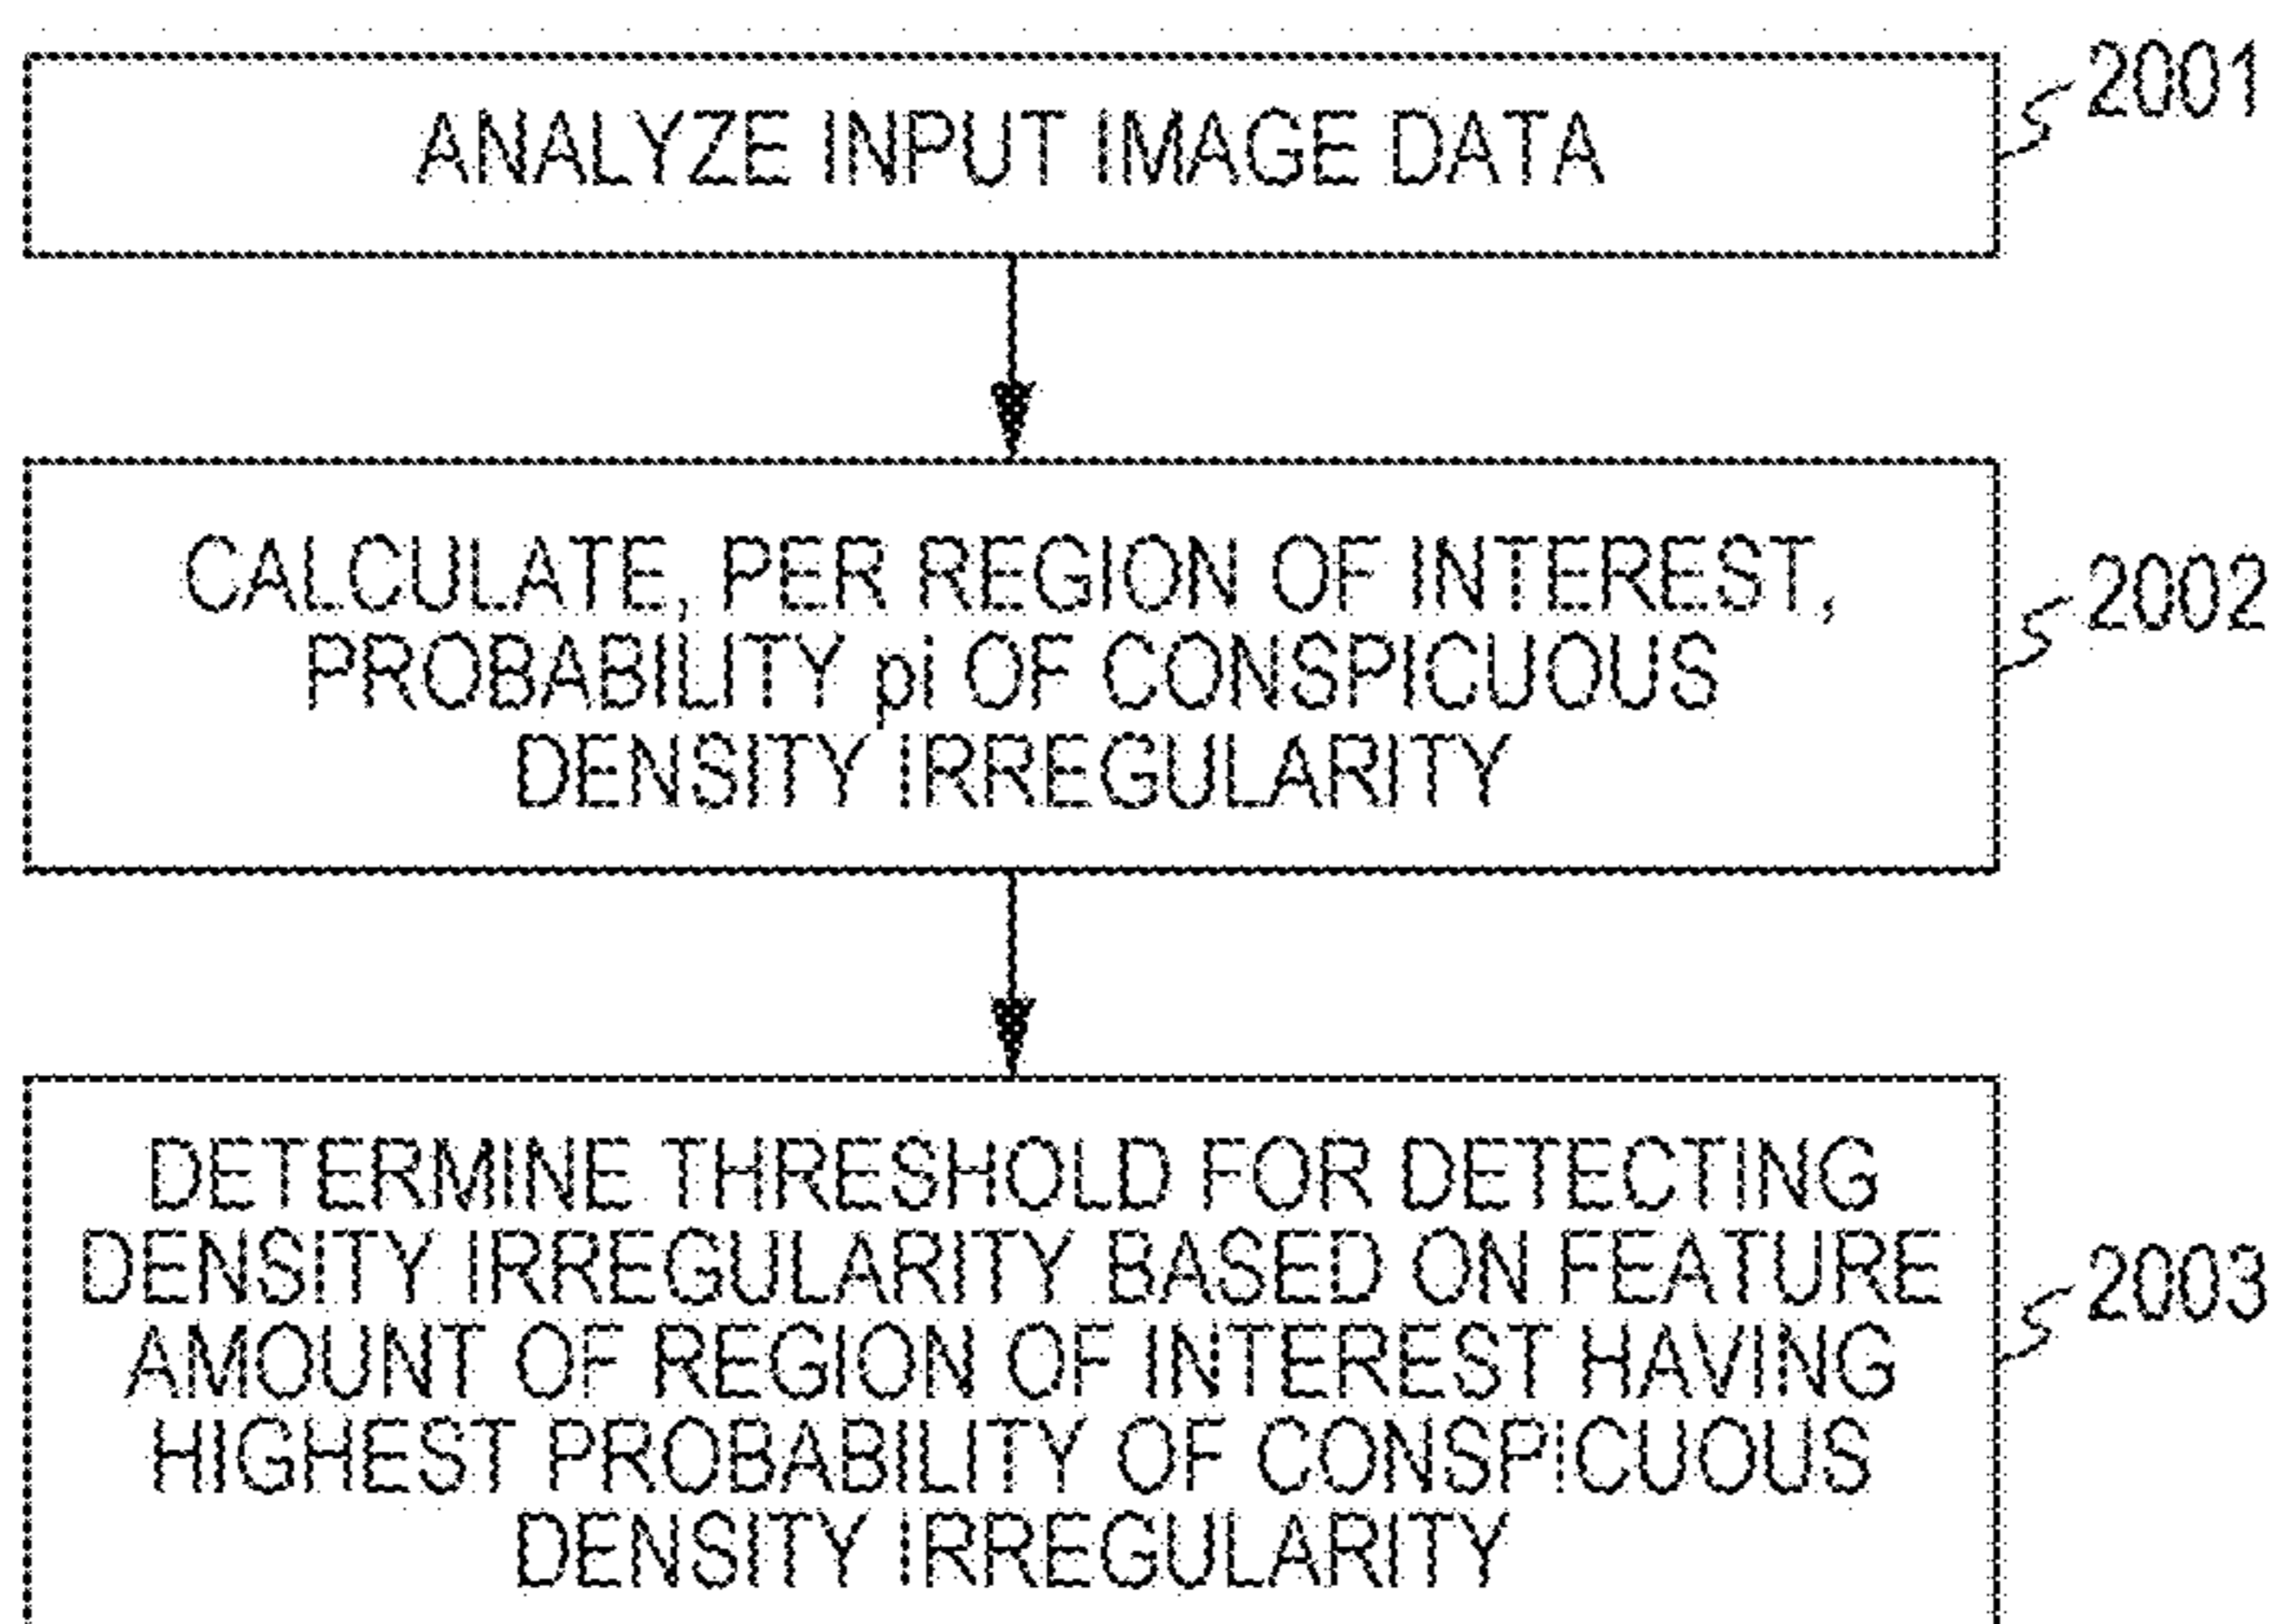 ANALYZE INPUT IMAGE DATA
2001
CALCULATE, PER REGION OF INTEREST,
PROBABILITY pi OF CONSPICUOUS
DENSITY IRREGULARITY
2002
DETERMINE THRESHOLD FOR DETECTING
DENSITY IRREGULARITY BASED ON FEATURE
AMOUNT OF REGION OF INTEREST HAVING
HIGHEST PROBABILITY OF CONSPICUOUS
DENSITY IRREGULARITY
2003